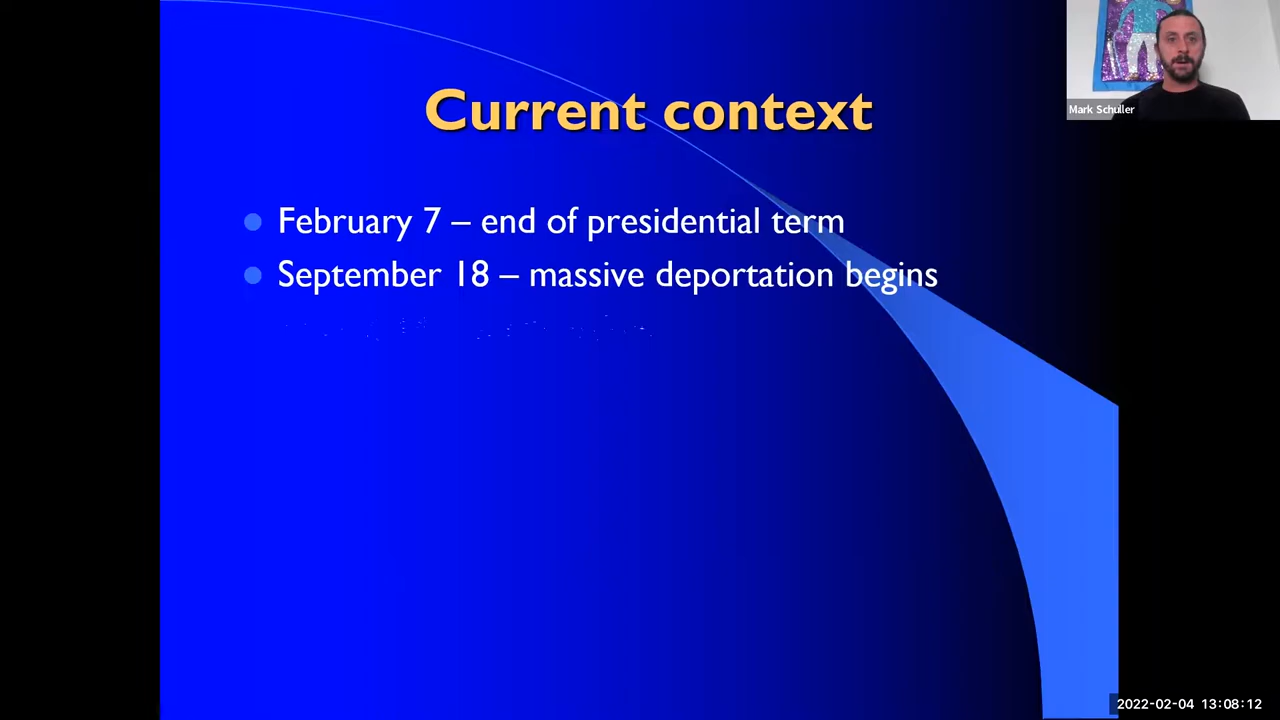 Current context
Mark Schuller
February 7 – end of presidential term
September 18 – massive deportation begins
2022-02-04 13:08:12